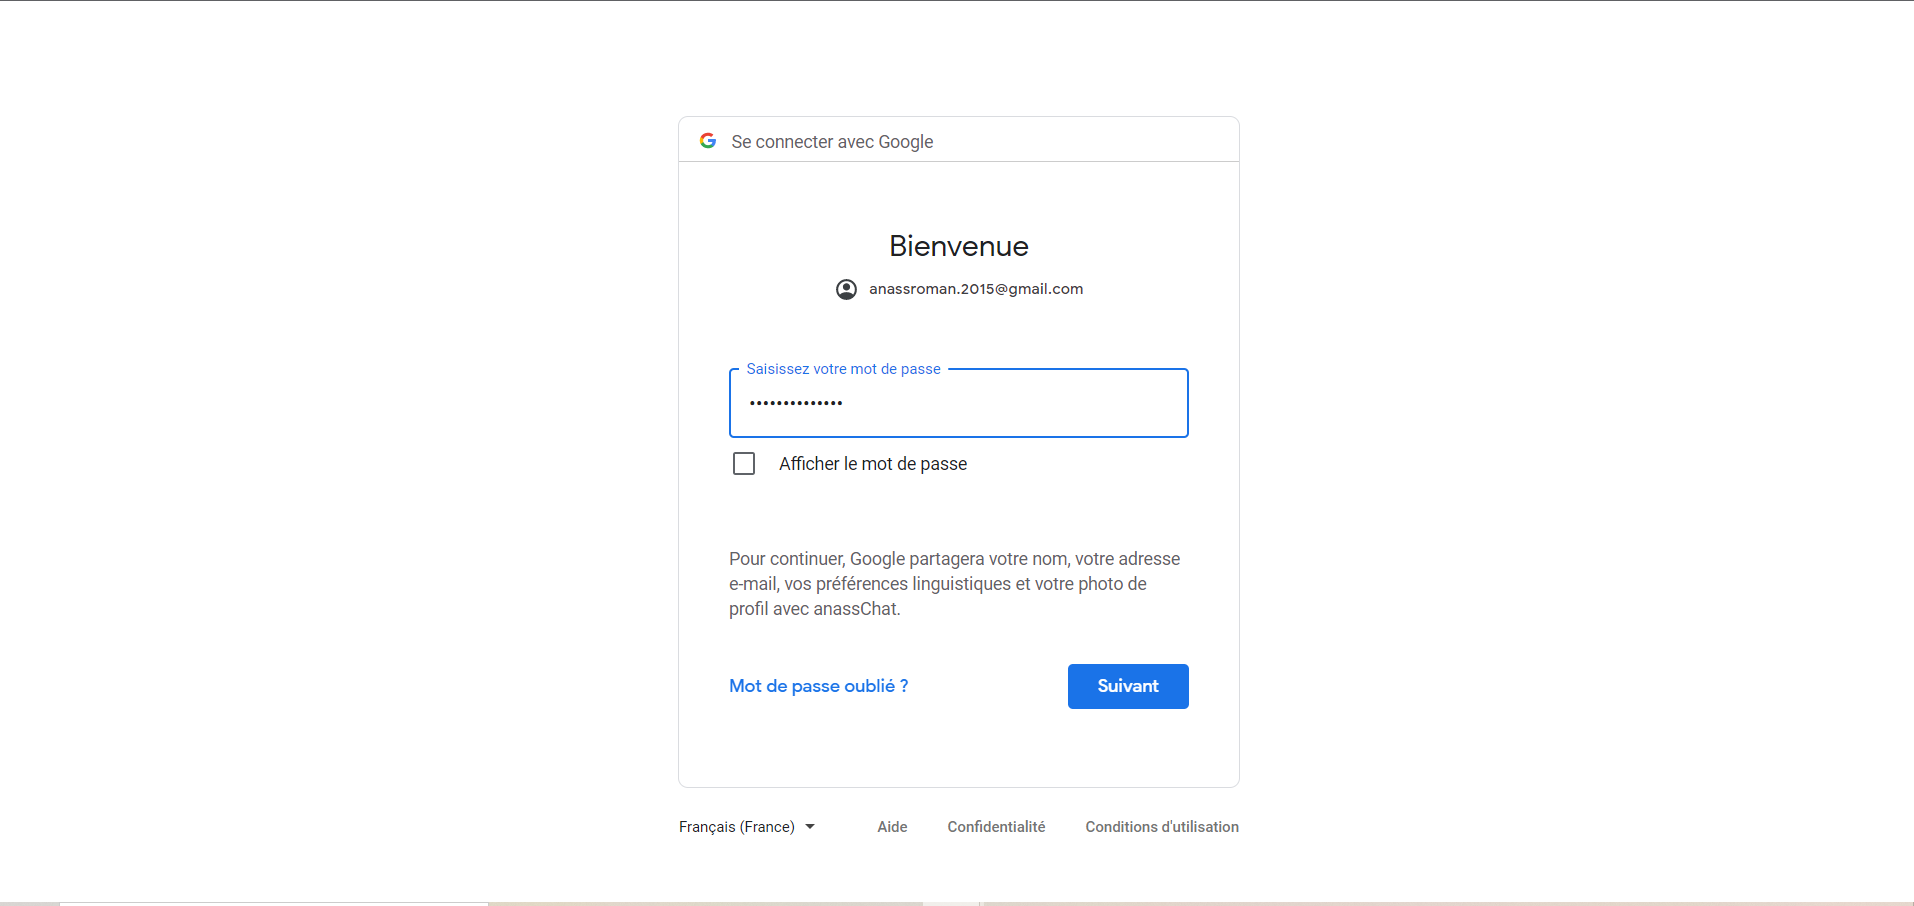 Se connecter avec Google
Bienvenue
anassroman.2015@gmail.com
Saisissez votre mot de passe
••••••••••••••
Afficher le mot de passe
Pour continuer, Google partagera votre nom, votre adresse
e-mail, vos préférences linguistiques et votre photo de
profil avec anassChat.
Mot de passe oublié ?
Suivant
Français (France)
Aide
Confidentialité
Conditions d'utilisation